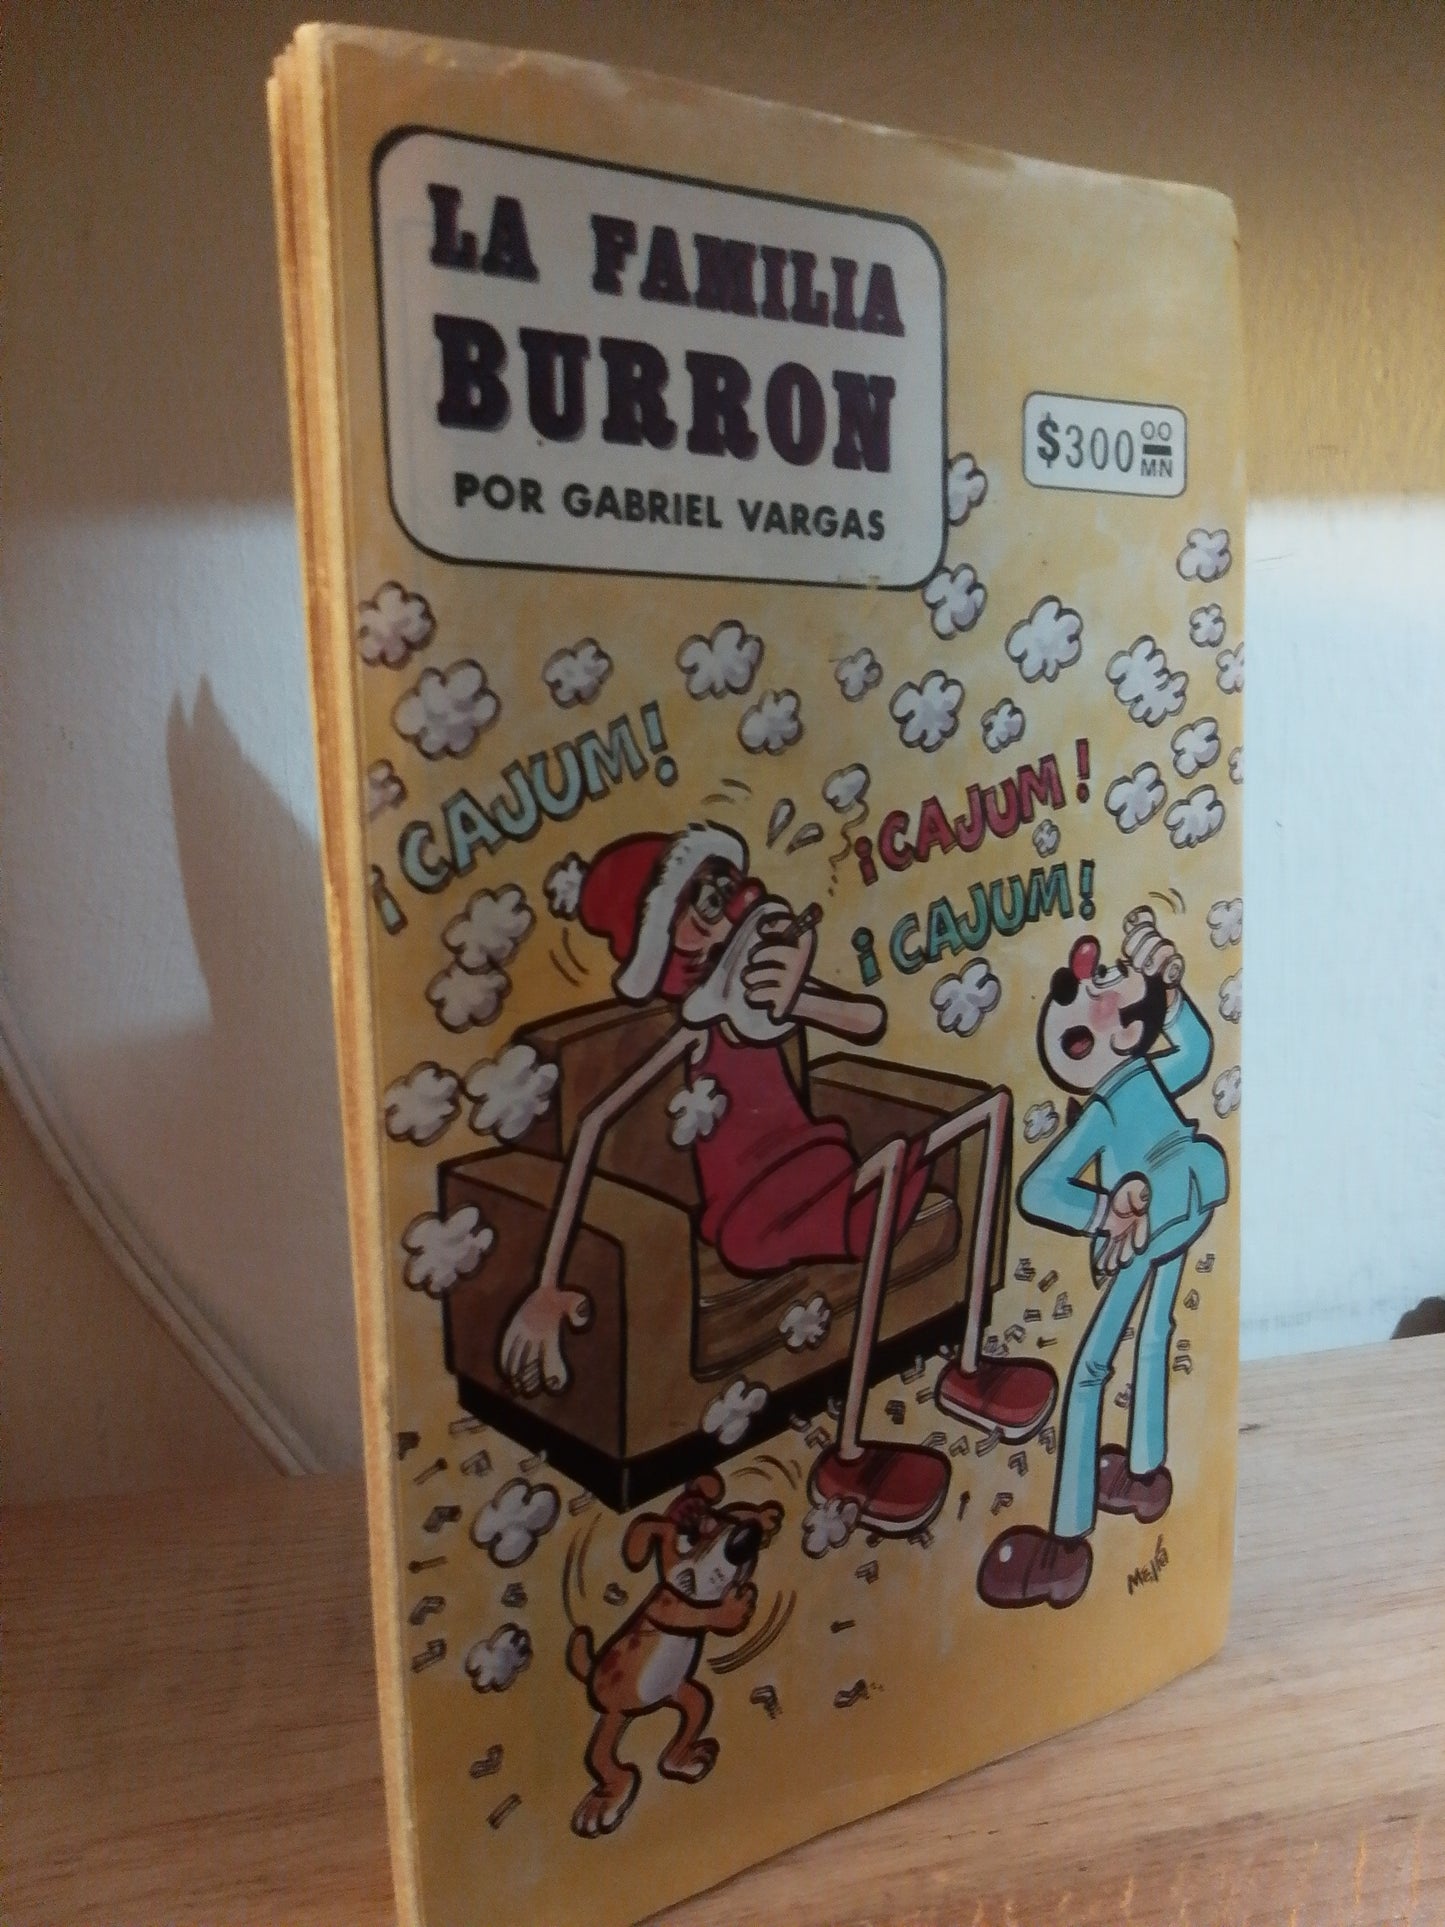 LA FAMILIA
BURRON
POR GABRIEL VARGAS
$300 00 MN
¡CAJUM!
¡CAJUM!
¡CAJUM!
MEJÍA